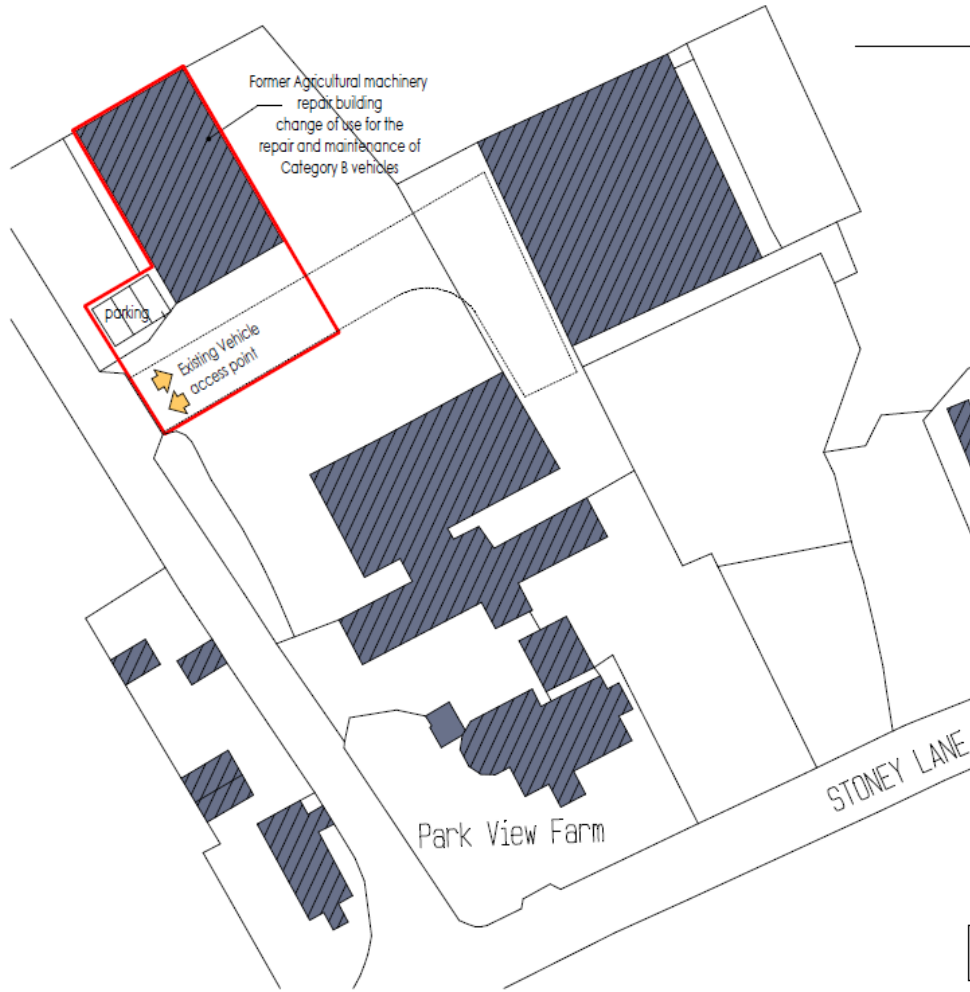 Former Agricultural machinery
repair building
change of use for the
repair and maintenance of
Category B vehicles
parking
Existing Vehicle
access point
Park View Farm
STONEY LANE